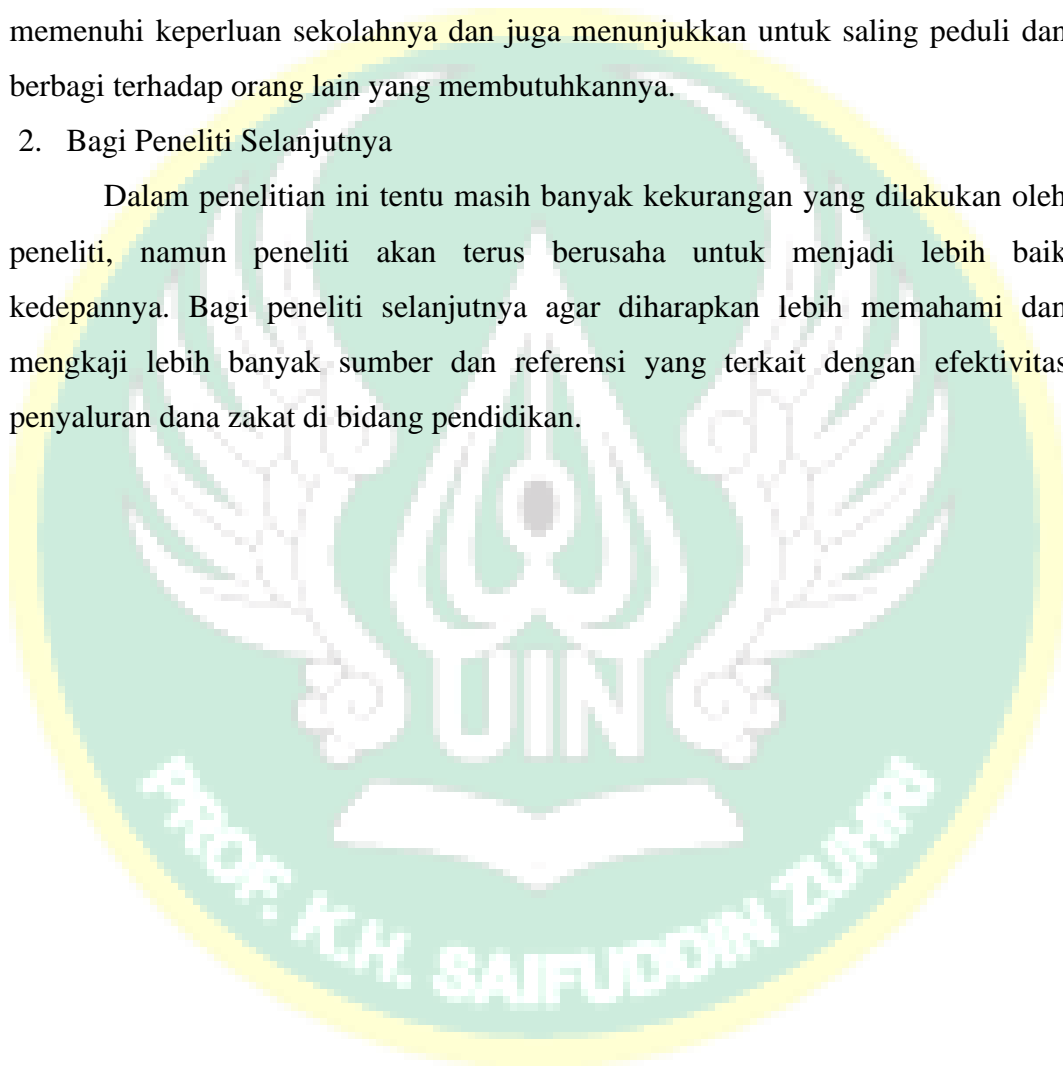 memenuhi keperluan sekolahnya dan juga menunjukkan untuk saling peduli dan
berbagi terhadap orang lain yang membutuhkannya.
2. Bagi Peneliti Selanjutnya
Dalam penelitian ini tentu masih banyak kekurangan yang dilakukan oleh
peneliti, namun peneliti akan terus berusaha untuk menjadi lebih baik
kedepannya. Bagi peneliti selanjutnya agar diharapkan lebih memahami dan
mengkaji lebih banyak sumber dan referensi yang terkait dengan efektivitas
penyaluran dana zakat di bidang pendidikan.
UIN
PROF. K.H. SAIFUDDIN ZUHRI